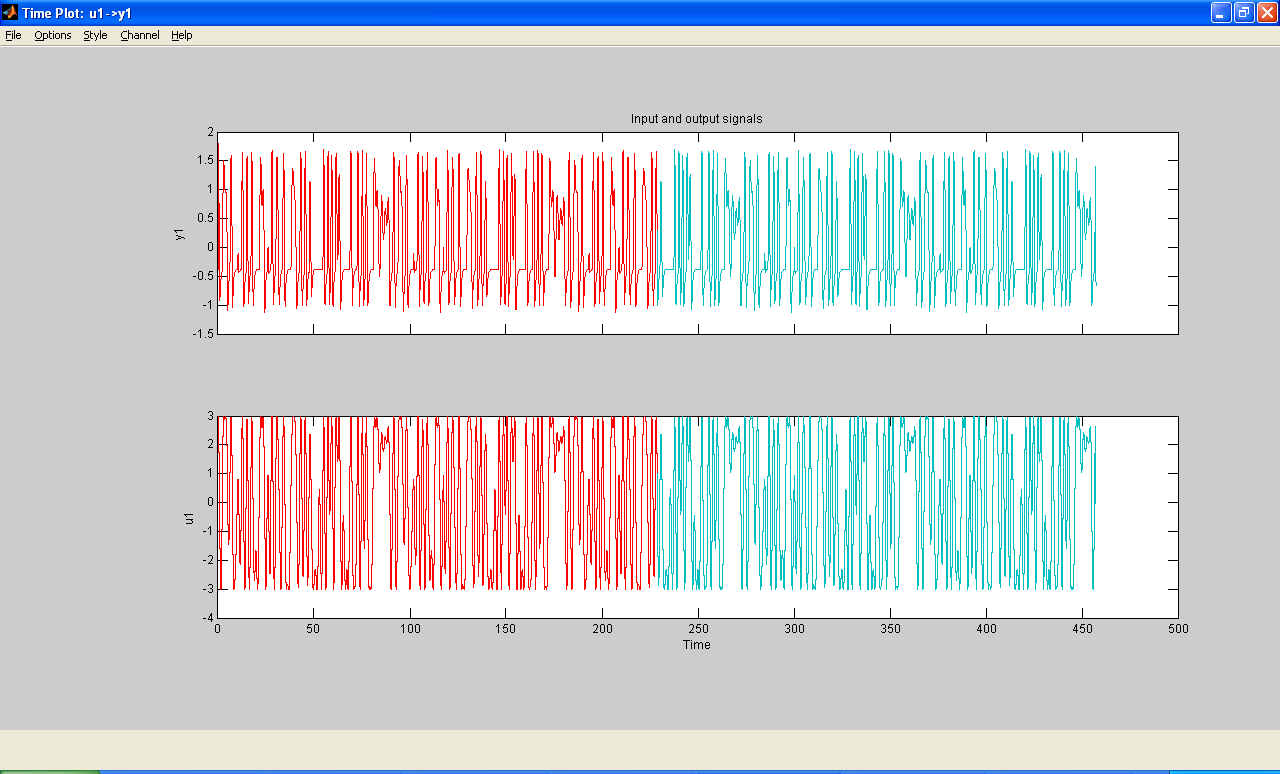 Time Plot: u1->y1
File Options Style Channel Help
Input and output signals
2
1.5
1
0.5
0
-0.5
-1
-1.5
y1
3
2
1
0
-1
-2
-3
-4
u1
0 50 100 150 200 250 300 350 400 450 500
Time